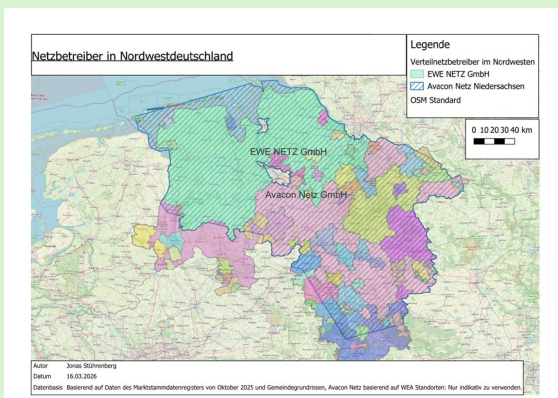 Netzbetreiber in Nordwestdeutschland
Legende
Verteilnetzbetreiber im Nordwesten
EWE NETZ GmbH
Avacon Netz Niedersachsen
OSM Standard
0 10 20 30 40 km
EWE NETZ GmbH
Avacon Netz GmbH
Autor Jonas Stührenberg
Datum 16.03.2026
Datenbasis Basierend auf Daten des Marktstammdatenregisters von Oktober 2025 und Gemeindegrundrissen, Avacon Netz basierend auf WEA Standorten: Nur indikativ zu verwenden.